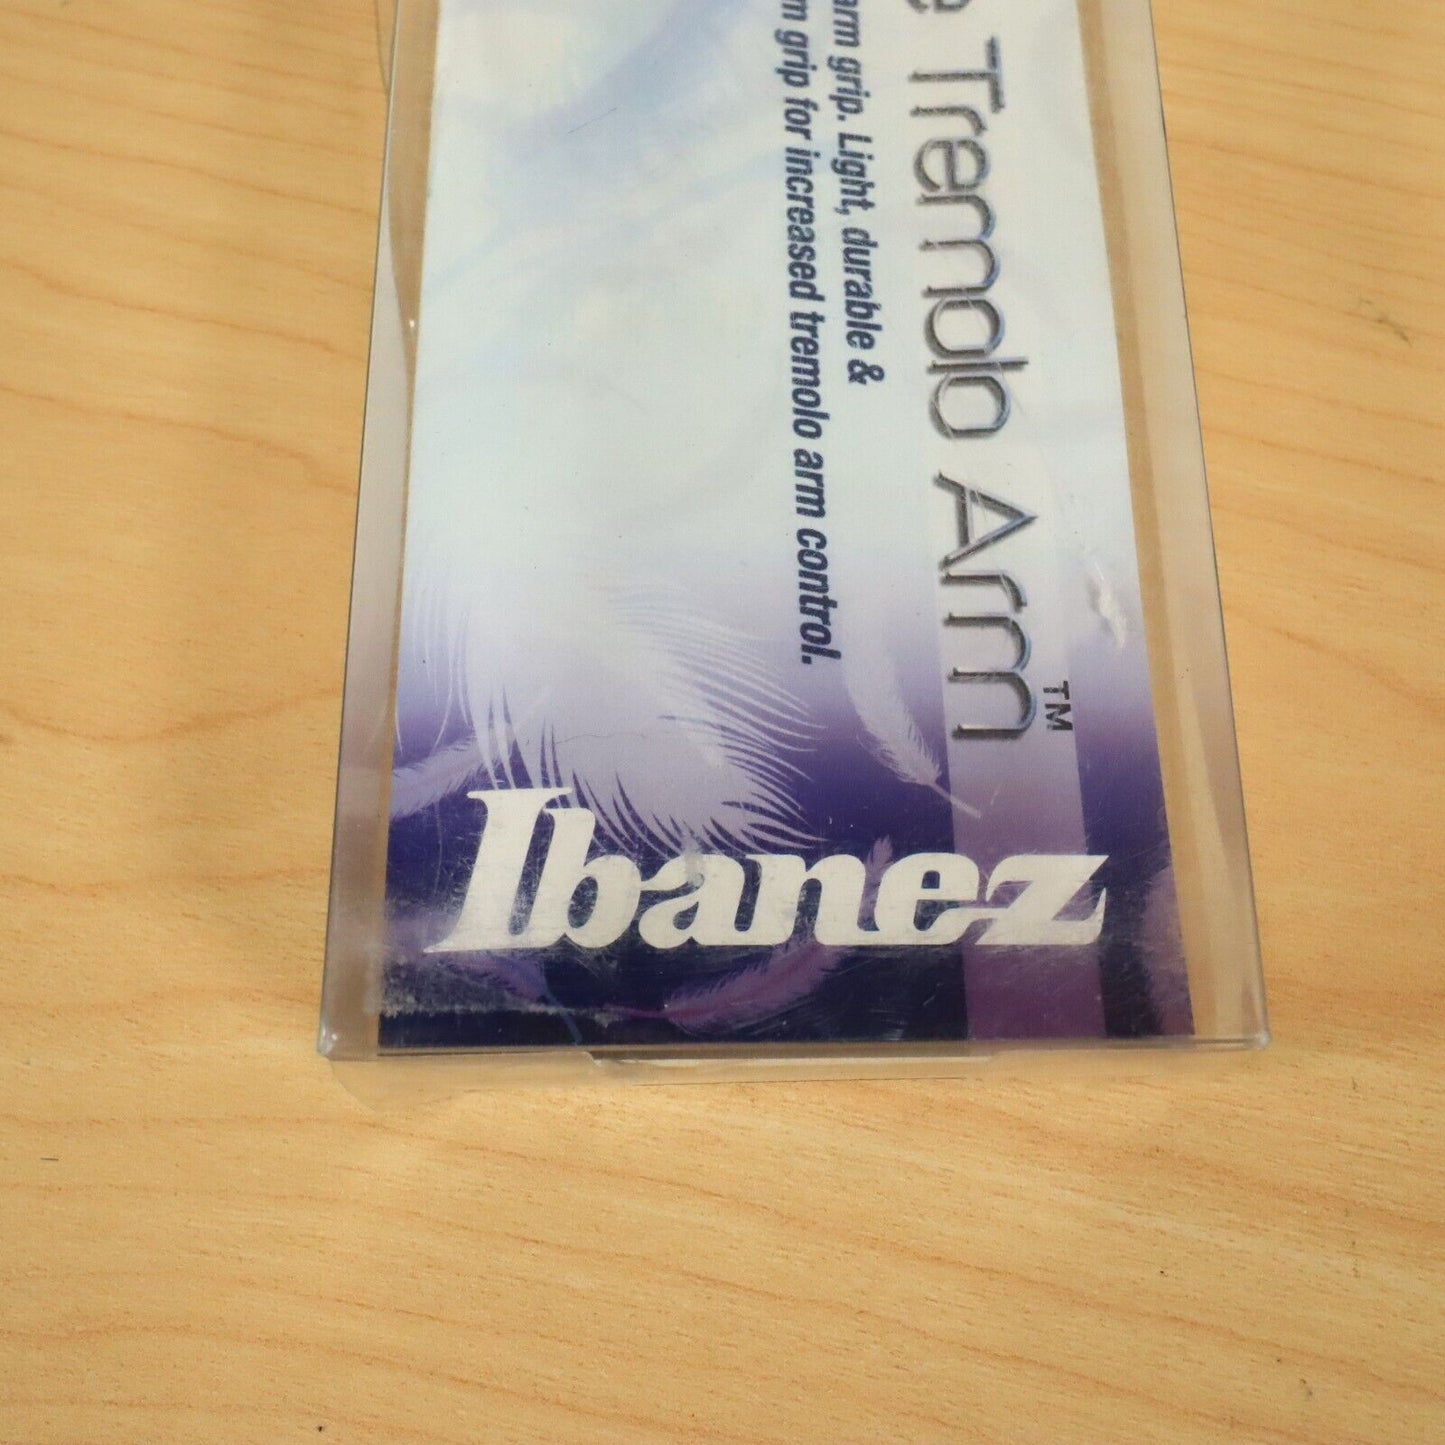 e Tremolo Arm™
arm grip. Light, durable &
grip for increased tremolo arm control.
Ibanez